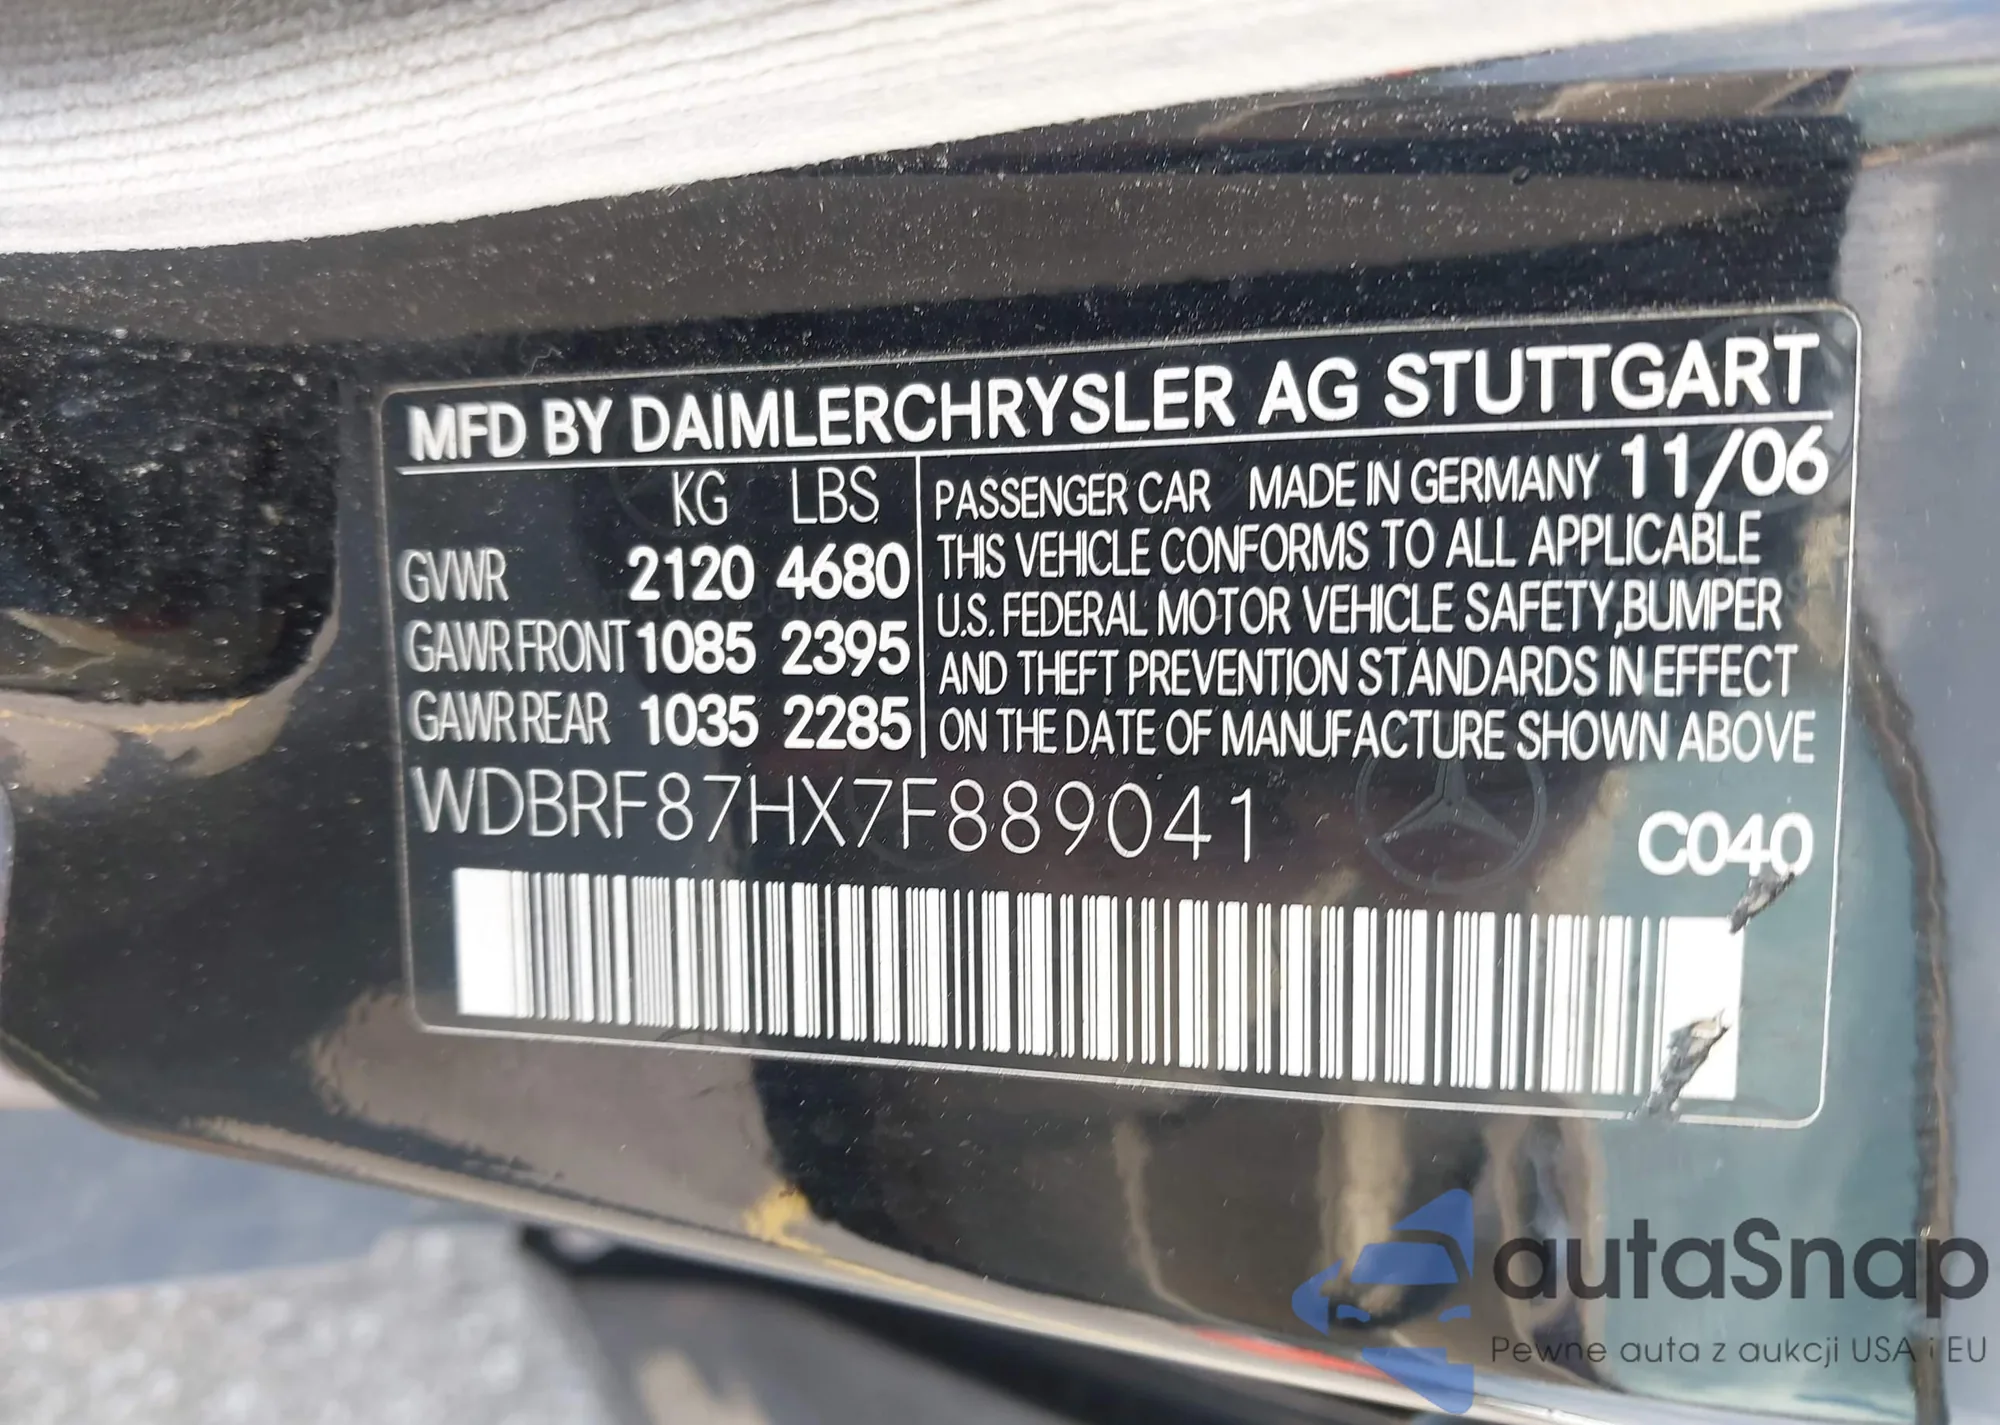 MFD BY DAIMLERCHRYSLER AG STUTTGART
KG LBS
GVWR 2120 4680
GAWR FRONT 1085 2395
GAWR REAR 1035 2285
PASSENGER CAR MADE IN GERMANY 11/06
THIS VEHICLE CONFORMS TO ALL APPLICABLE
U.S. FEDERAL MOTOR VEHICLE SAFETY,BUMPER
AND THEFT PREVENTION STANDARDS IN EFFECT
ON THE DATE OF MANUFACTURE SHOWN ABOVE
WDBRF87HX7F889041
C040
autaSnap
Pewne auta z aukcji USA i EU